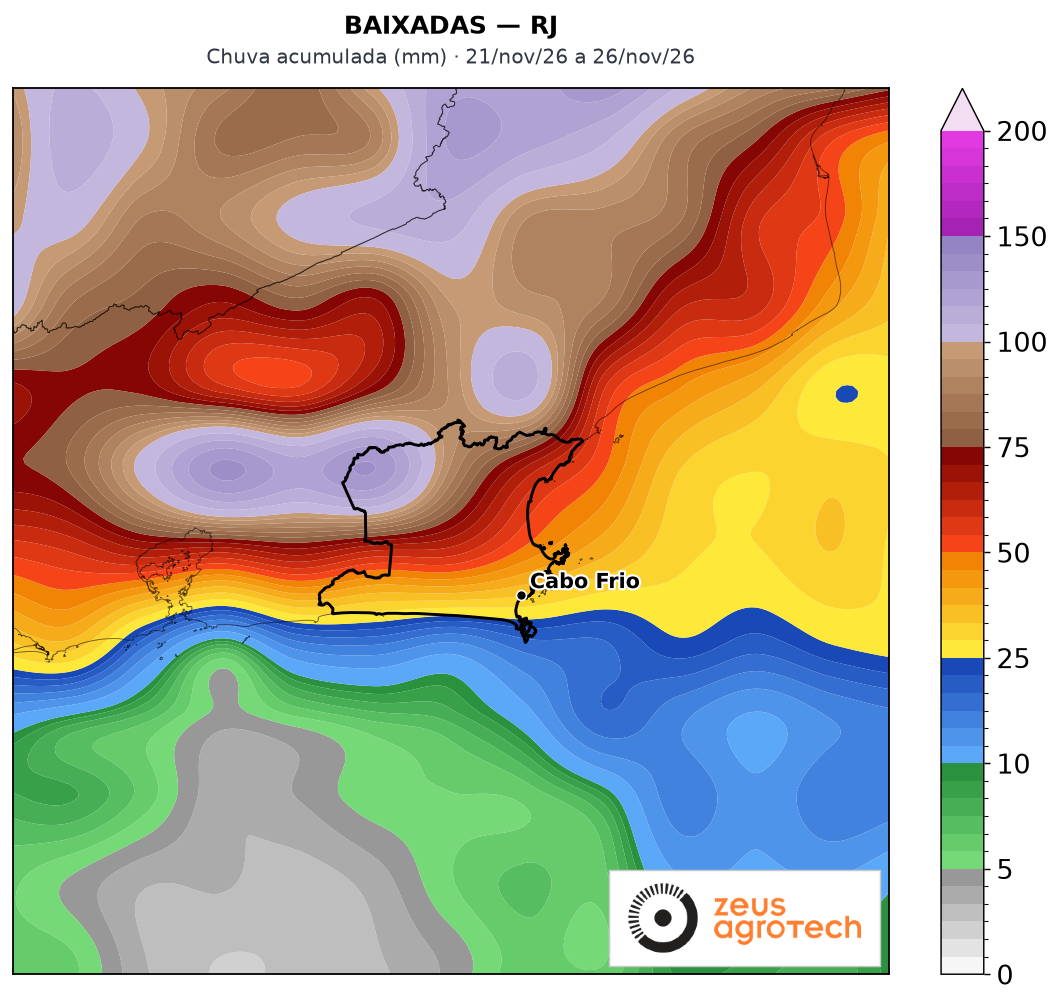 BAIXADAS — RJ
Chuva acumulada (mm) · 21/nov/26 a 26/nov/26
200
150
100
75
50
25
10
5
0
Cabo Frio
zeus
agrotech